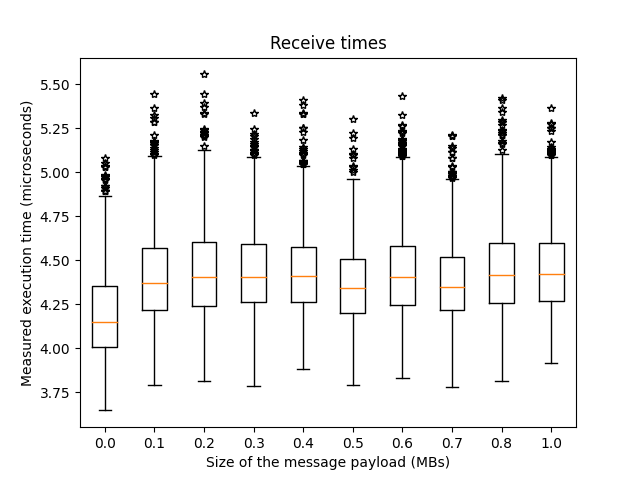 Receive times
Measured execution time (microseconds)
5.50
5.25
5.00
4.75
4.50
4.25
4.00
3.75
0.0 0.1 0.2 0.3 0.4 0.5 0.6 0.7 0.8 1.0
Size of the message payload (MBs)